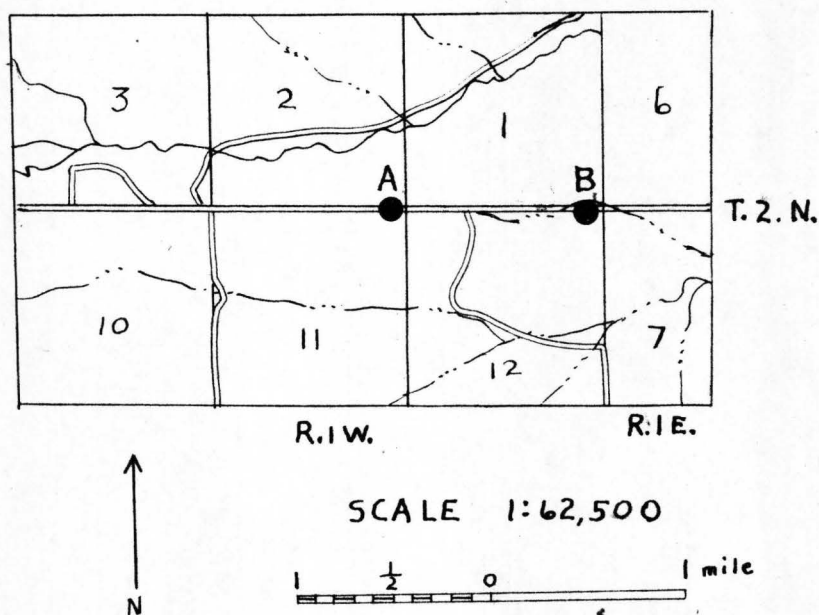 3 2 1 6
A B
T. 2. N.
10 11 12 7
R.1 W. R.1 E.
SCALE 1:62,500
1 1/2 0 1 mile
N